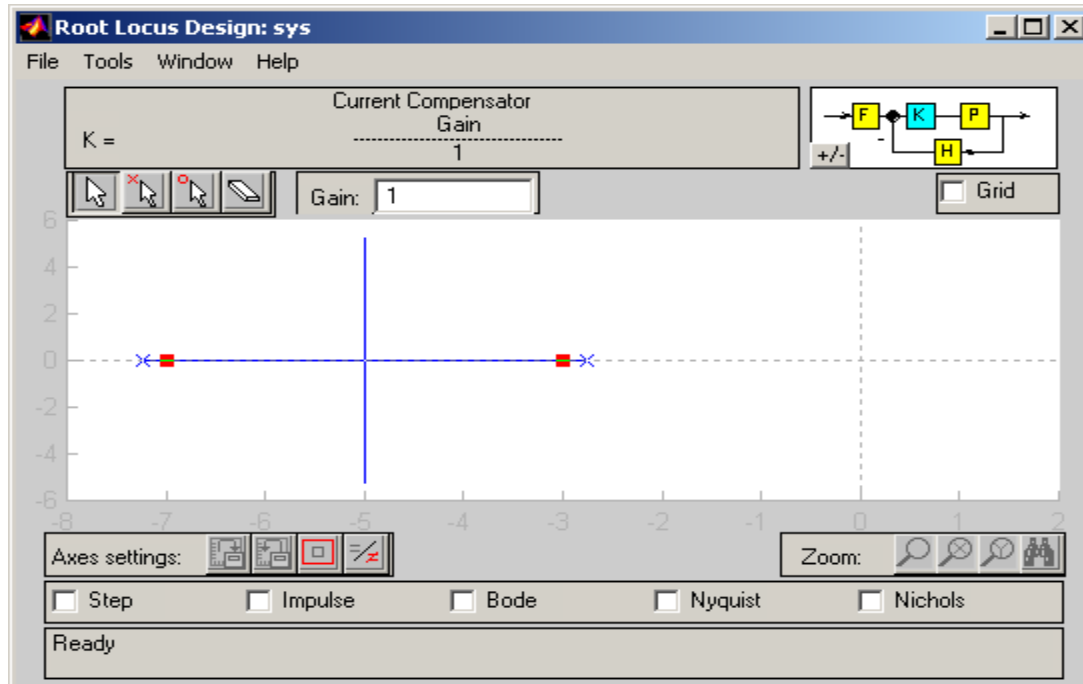 Root Locus Design: sys
File Tools Window Help
Current Compensator
Gain
K = ------------------------------
1
F K P
-
+/- H
Gain: 1
Grid
6
4
2
0
-2
-4
-6
-8 -7 -6 -5 -4 -3 -2 -1 0 1 2
Axes settings:
Zoom:
Step Impulse Bode Nyquist Nichols
Ready